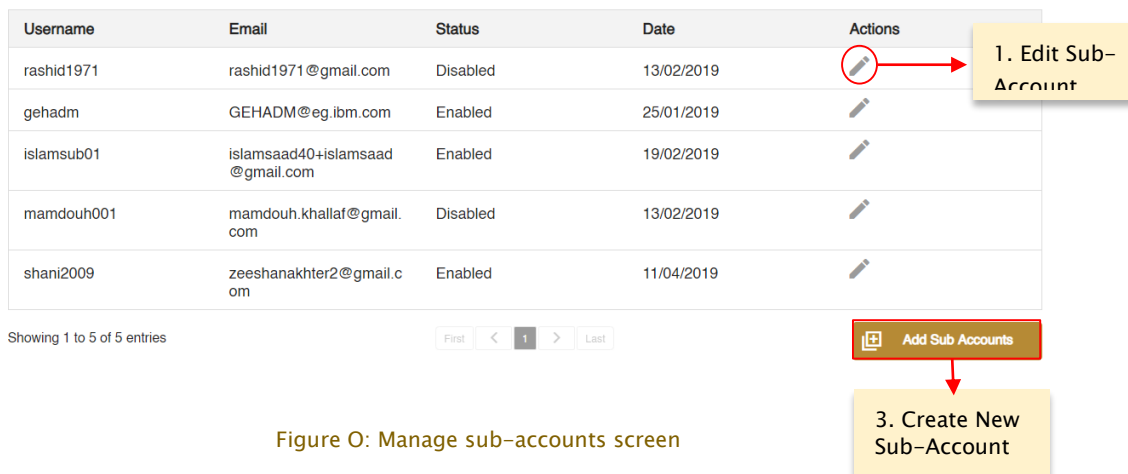 Username Email Status Date Actions
rashid1971 rashid1971@gmail.com Disabled 13/02/2019
1. Edit Sub-
Account
gehadm GEHADM@eg.ibm.com Enabled 25/01/2019
islamsub01 islamsaad40+islamsaad Enabled 19/02/2019
@gmail.com
mamdouh001 mamdouh.khallaf@gmail. Disabled 13/02/2019
com
shani2009 zeeshanakhter2@gmail.c Enabled 11/04/2019
om
Showing 1 to 5 of 5 entries First < 1 > Last Add Sub Accounts
3. Create New
Sub-Account
Figure O: Manage sub-accounts screen